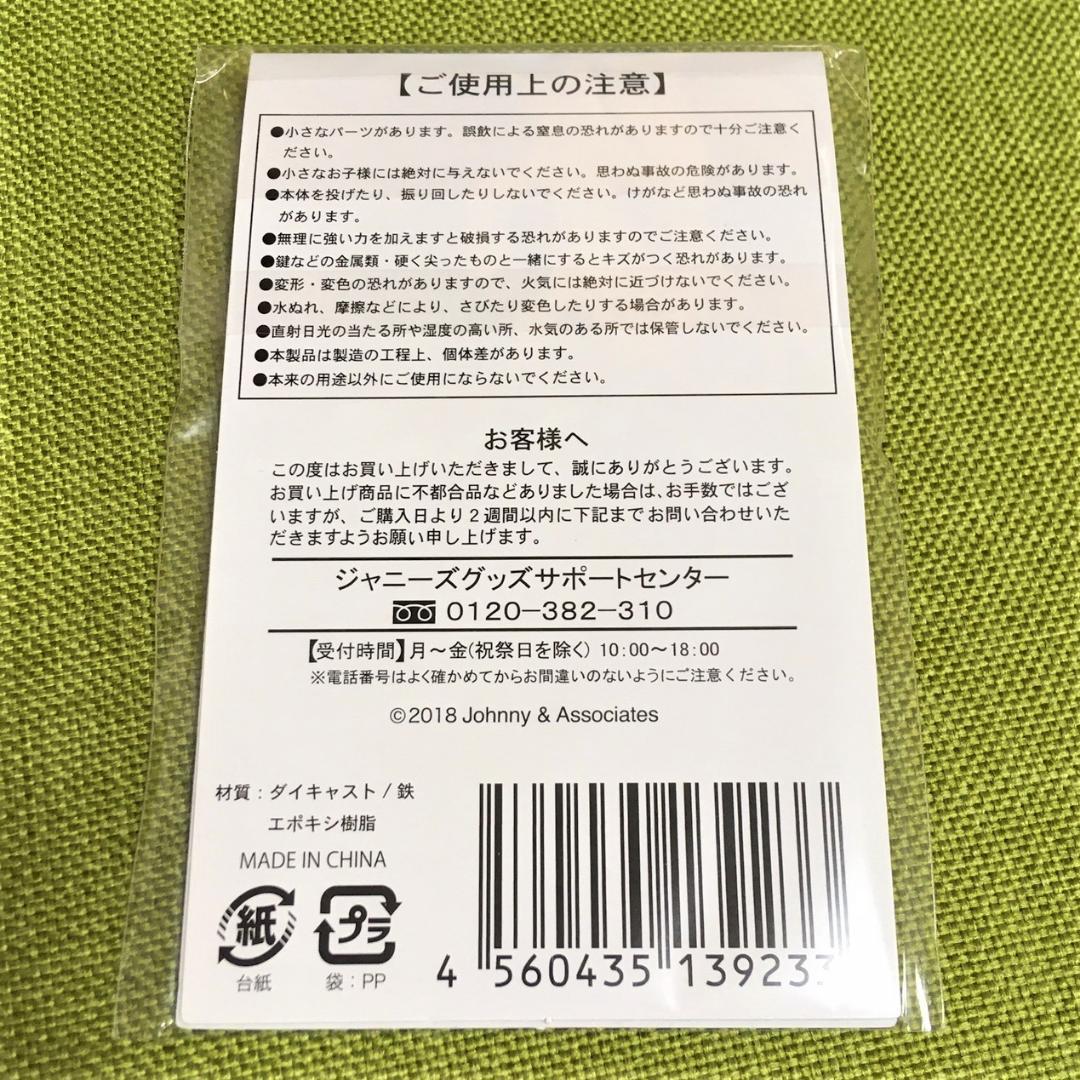 【ご使用上の注意】
●小さなパーツがあります。誤飲による窒息の恐れがありますので十分ご注意く
ださい。
●小さなお子様には絶対に与えないでください。思わぬ事故の危険があります。
●本体を投げたり、振り回したりしないでください。けがなど思わぬ事故の恐れ
があります。
●無理に強い力を加えますと破損する恐れがありますのでご注意ください。
●鍵などの金属類・硬く尖ったものと一緒にするとキズがつく恐れがあります。
●変形・変色の恐れがありますので、火気には絶対に近づけないでください。
●水ぬれ、摩擦などにより、さびたり変色したりする場合があります。
●直射日光の当たる所や湿度の高い所、水気のある所では保管しないでください。
●本製品は製造の工程上、個体差があります。
●本来の用途以外にご使用にならないでください。
お客様へ
この度はお買い上げいただきまして、誠にありがとうございます。
お買い上げ商品に不都合品などありました場合は、お手数ではござ
いますが、ご購入日より2週間以内に下記までお問い合わせいた
だきますようお願い申し上げます。
ジャニーズグッズサポートセンター
0120-382-310
【受付時間】月～金(祝祭日を除く) 10:00～18:00
※電話番号はよく確かめてからお間違いのないようにご注意ください。
©2018 Johnny & Associates
材質：ダイキャスト / 鉄
エポキシ樹脂
MADE IN CHINA
紙 プラ
台紙 袋：PP
4 560435 139233